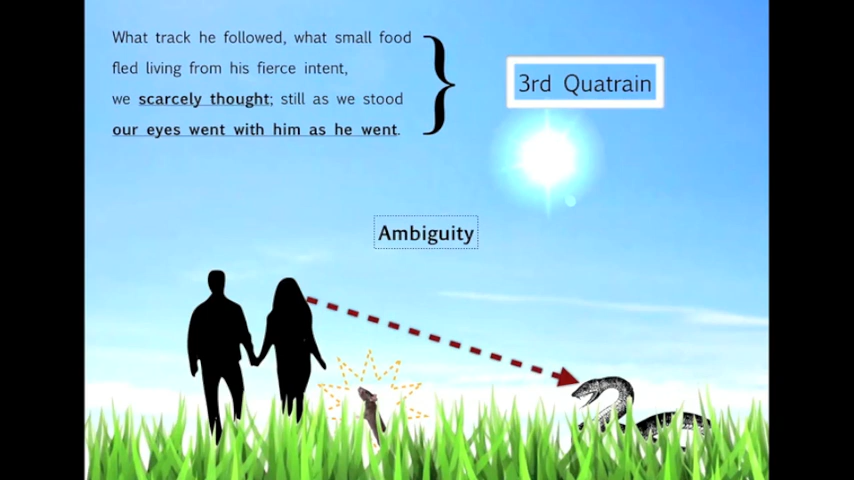 What track he followed, what small food
fled living from his fierce intent,
we scarcely thought; still as we stood
our eyes went with him as he went.
3rd Quatrain
Ambiguity